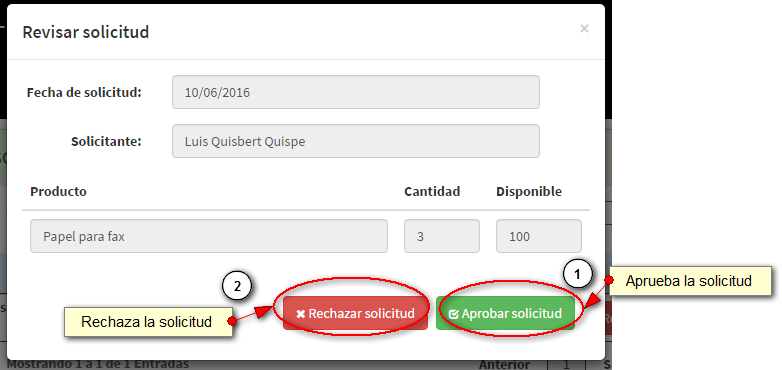 Revisar solicitud ×
Fecha de solicitud: 10/06/2016
Solicitante: Luis Quisbert Quispe
Producto Cantidad Disponible
Papel para fax 3 100
2 1
Aprueba la solicitud
Rechaza la solicitud
Rechazar solicitud Aprobar solicitud
Mostrando 1 a 1 de 1 Entradas Anterior 1 S